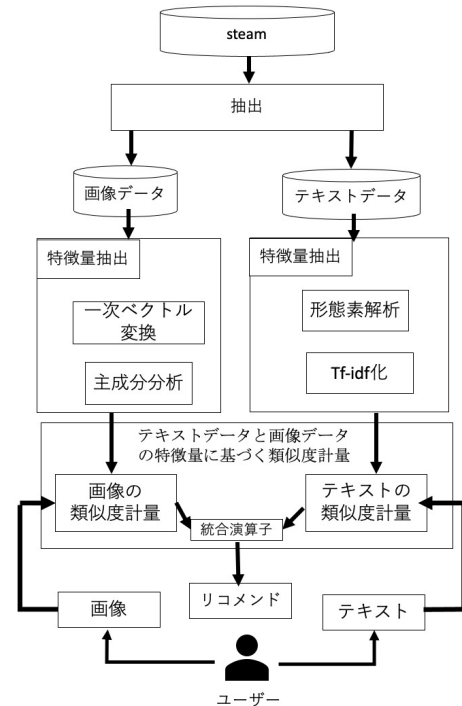 steam
抽出
画像データ
テキストデータ
特徴量抽出
特徴量抽出
一次ベクトル
変換
形態素解析
主成分分析
Tf-idf化
テキストデータと画像データ
の特徴量に基づく類似度計量
画像の
類似度計量
テキストの
類似度計量
統合演算子
リコメンド
画像
テキスト
ユーザー